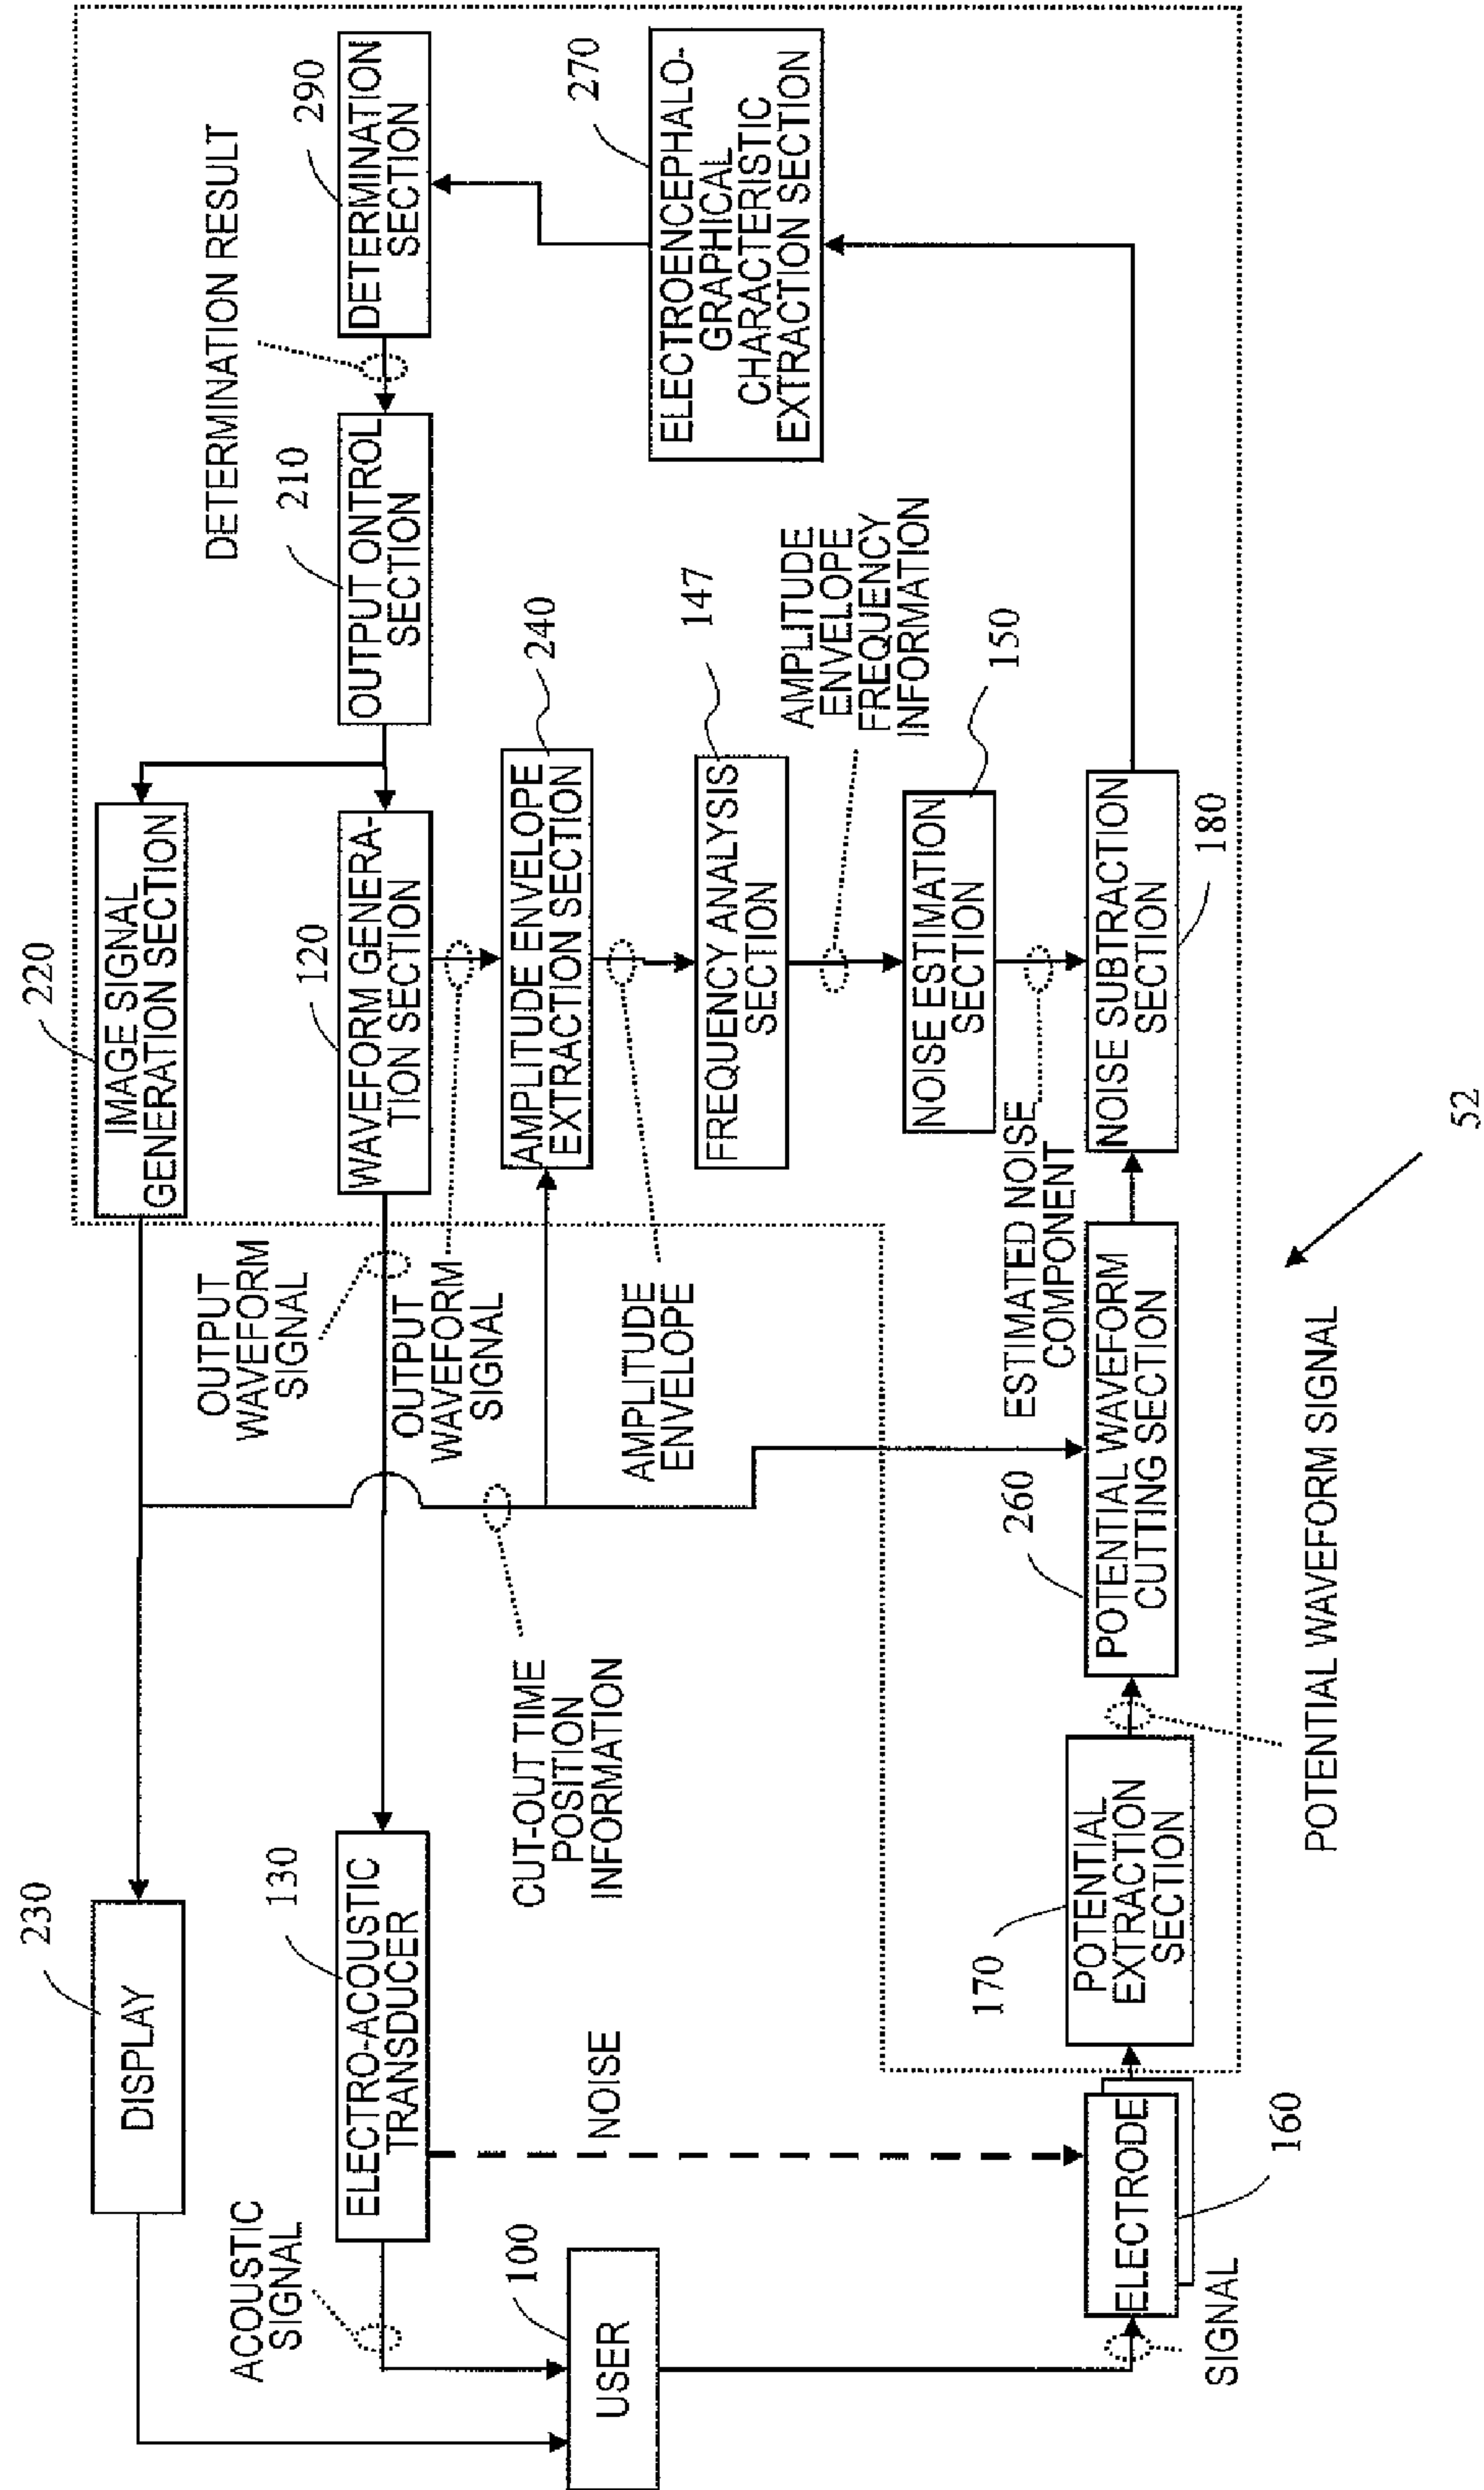 230
DISPLAY
220
IMAGE SIGNAL
GENERATION SECTION
ACOUSTIC
SIGNAL
130
ELECTRO-ACOUSTIC
TRANSDUCER
OUTPUT
WAVEFORM
SIGNAL
120
WAVEFORM GENERA-
TION SECTION
210
OUTPUT ONTROL
SECTION
DETERMINATION RESULT
290
DETERMINATION
SECTION
OUTPUT
WAVEFORM
SIGNAL
100
USER
NOISE
CUT-OUT TIME
POSITION
INFORMATION
AMPLITUDE
ENVELOPE
240
AMPLITUDE ENVELOPE
EXTRACTION SECTION
147
FREQUENCY ANALYSIS
SECTION
270
ELECTROENCEPHALO-
GRAPHICAL
CHARACTERISTIC
EXTRACTION SECTION
AMPLITUDE
ENVELOPE
FREQUENCY
INFORMATION
150
NOISE ESTIMATION
SECTION
ESTIMATED NOISE
COMPONENT
SIGNAL
ELECTRODE
160
170
POTENTIAL
EXTRACTION
SECTION
260
POTENTIAL WAVEFORM
CUTTING SECTION
NOISE SUBTRACTION
SECTION
180
POTENTIAL WAVEFORM SIGNAL
52